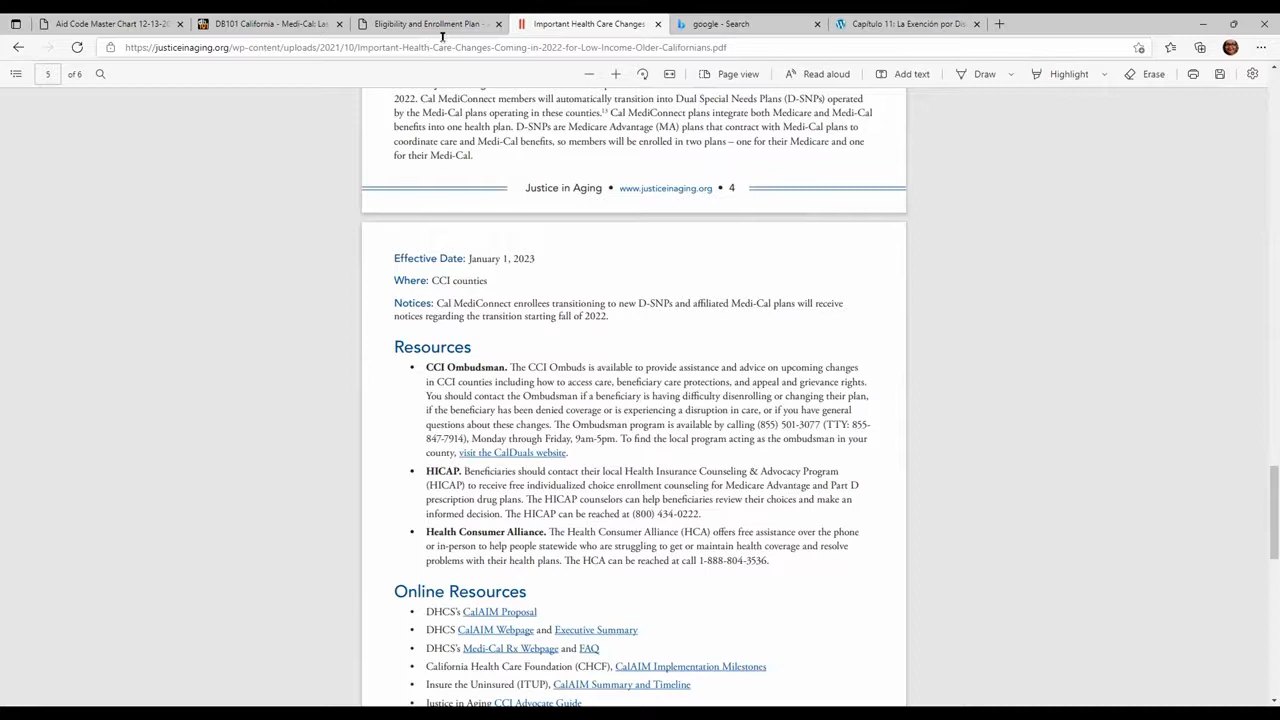 Aid Code Master Chart 12-13-2
DB101 California - Medi-Cal: Las
Eligibility and Enrollment Plan -
Important Health Care Changes
google - Search
Capítulo 11: La Exención por Dis
https://justiceinaging.org/wp-content/uploads/2021/10/Important-Health-Care-Changes-Coming-in-2022-for-Low-Income-Older-Californians.pdf
5 of 6 Page view Read aloud Add text Draw Highlight Erase
2022. Cal MediConnect members will automatically transition into Dual Special Needs Plans (D-SNPs) operated
by the Medi-Cal plans operating in these counties.13 Cal MediConnect plans integrate both Medicare and Medi-Cal
benefits into one health plan. D-SNPs are Medicare Advantage (MA) plans that contract with Medi-Cal plans to
coordinate care and Medi-Cal benefits, so members will be enrolled in two plans – one for their Medicare and one
for their Medi-Cal.
Justice in Aging • www.justiceinaging.org • 4
Effective Date: January 1, 2023
Where: CCI counties
Notices: Cal MediConnect enrollees transitioning to new D-SNPs and affiliated Medi-Cal plans will receive
notices regarding the transition starting fall of 2022.
Resources
• CCI Ombudsman. The CCI Ombuds is available to provide assistance and advice on upcoming changes
in CCI counties including how to access care, beneficiary care protections, and appeal and grievance rights.
You should contact the Ombudsman if a beneficiary is having difficulty disenrolling or changing their plan,
if the beneficiary has been denied coverage or is experiencing a disruption in care, or if you have general
questions about these changes. The Ombudsman program is available by calling (855) 501-3077 (TTY: 855-
847-7914), Monday through Friday, 9am-5pm. To find the local program acting as the ombudsman in your
county, visit the CalDuals website.
• HICAP. Beneficiaries should contact their local Health Insurance Counseling & Advocacy Program
(HICAP) to receive free individualized choice enrollment counseling for Medicare Advantage and Part D
prescription drug plans. The HICAP counselors can help beneficiaries review their choices and make an
informed decision. The HICAP can be reached at (800) 434-0222.
• Health Consumer Alliance. The Health Consumer Alliance (HCA) offers free assistance over the phone
or in-person to help people statewide who are struggling to get or maintain health coverage and resolve
problems with their health plans. The HCA can be reached at call 1-888-804-3536.
Online Resources
• DHCS's CalAIM Proposal
• DHCS CalAIM Webpage and Executive Summary
• DHCS's Medi-Cal Rx Webpage and FAQ
• California Health Care Foundation (CHCF), CalAIM Implementation Milestones
• Insure the Uninsured (ITUP), CalAIM Summary and Timeline
• Justice in Aging CCI Advocate Guide